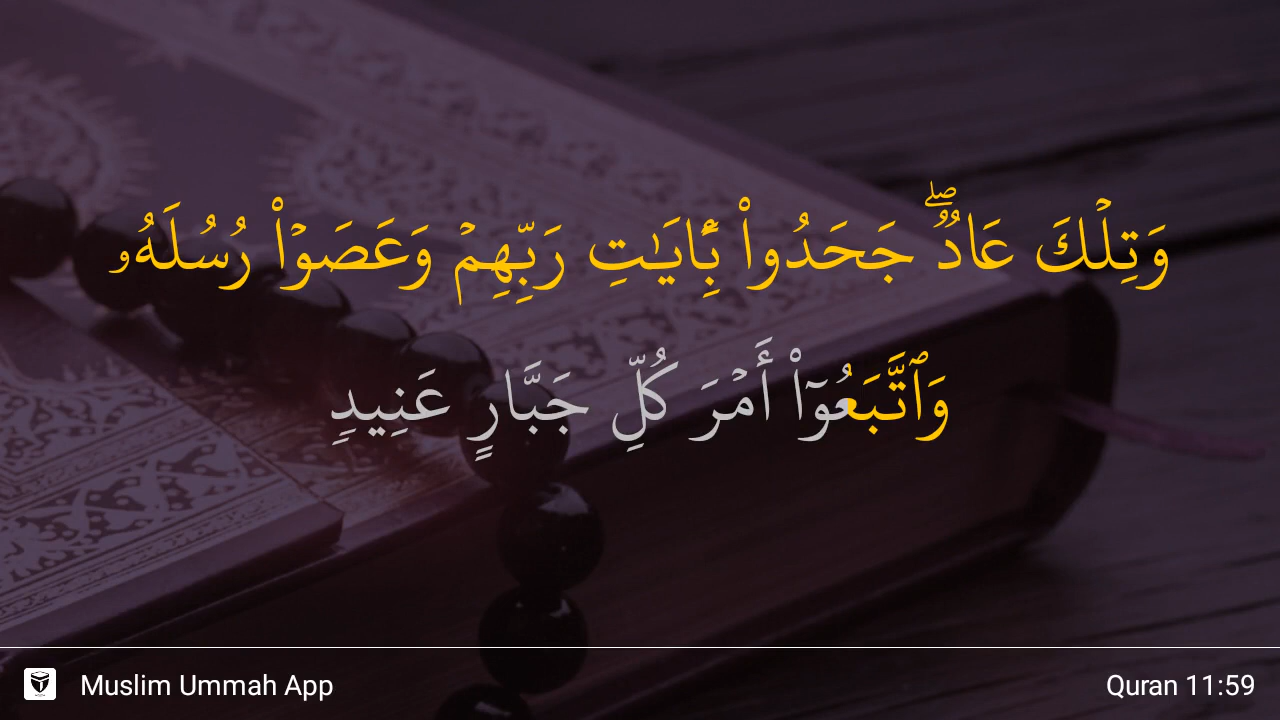 وَتِلْكَ عَادٌۭ ۖ جَحَدُوا۟ بِـَٔايَـٰتِ رَبِّهِمْ وَعَصَوْا۟ رُسُلَهُۥ
وَٱتَّبَعُوٓا۟ أَمْرَ كُلِّ جَبَّارٍ عَنِيدٍۢ
Muslim Ummah App
Quran 11:59